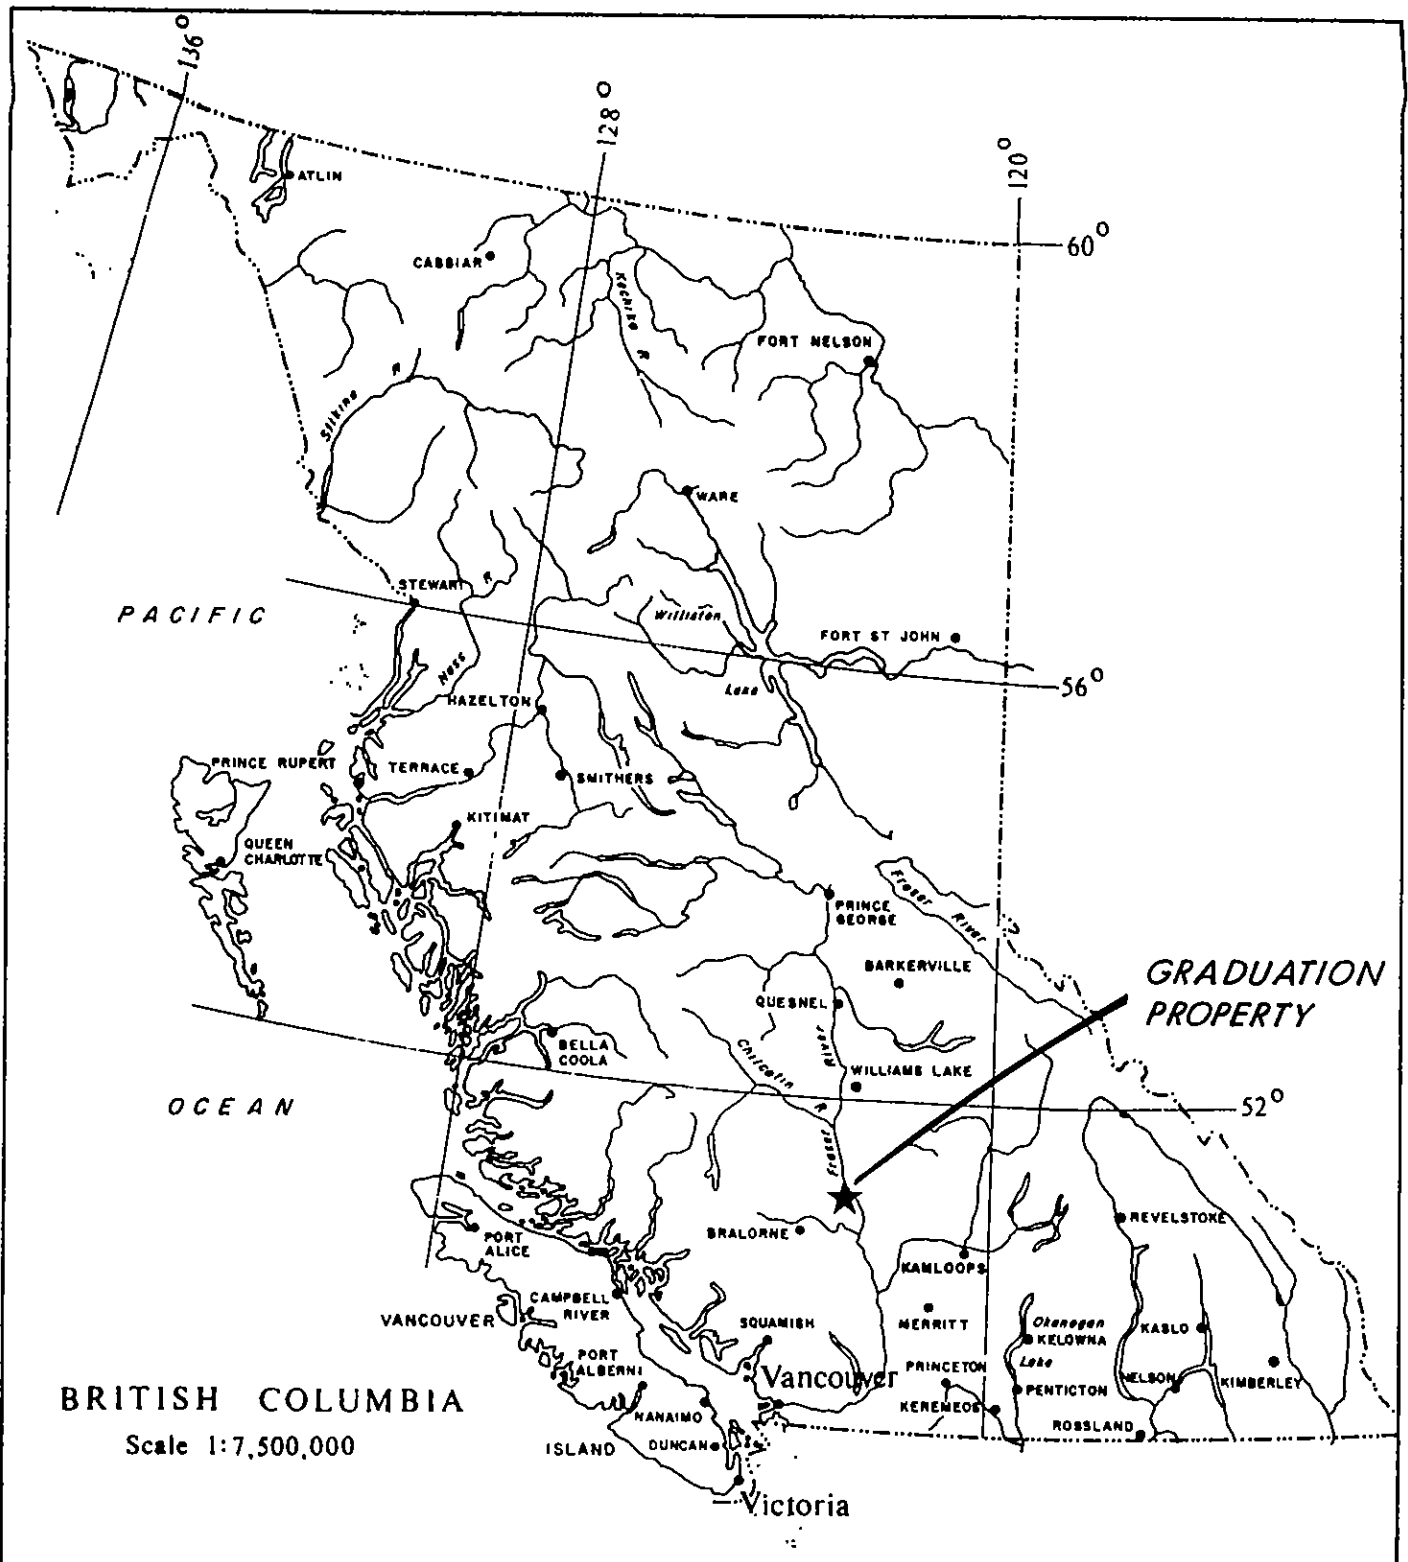 136°
128°
120°
60°
ATLIN
CASSIAR
Kechika R
FORT NELSON
Stikine R
WARE
STEWART
PACIFIC
Nass R
Williston
Lake
FORT ST JOHN
56°
HAZELTON
PRINCE RUPERT
TERRACE
SMITHERS
KITIMAT
QUEEN
CHARLOTTE
Fraser River
PRINCE
GEORGE
BARKERVILLE
GRADUATION
PROPERTY
QUESNEL
BELLA
COOLA
Chilcotin R
Fraser River
WILLIAMS LAKE
OCEAN
52°
PORT
ALICE
BRALORNE
REVELSTOKE
KAMLOOPS
CAMPBELL
RIVER
VANCOUVER
SQUAMISH
MERRITT
Okanagan
KELOWNA
Lake
KASLO
PORT
ALBERNI
Vancouver
PRINCETON
PENTICTON
NELSON
KIMBERLEY
KEREMEOS
ROSSLAND
NANAIMO
ISLAND
DUNCAN
Victoria
BRITISH COLUMBIA
Scale 1:7,500,000